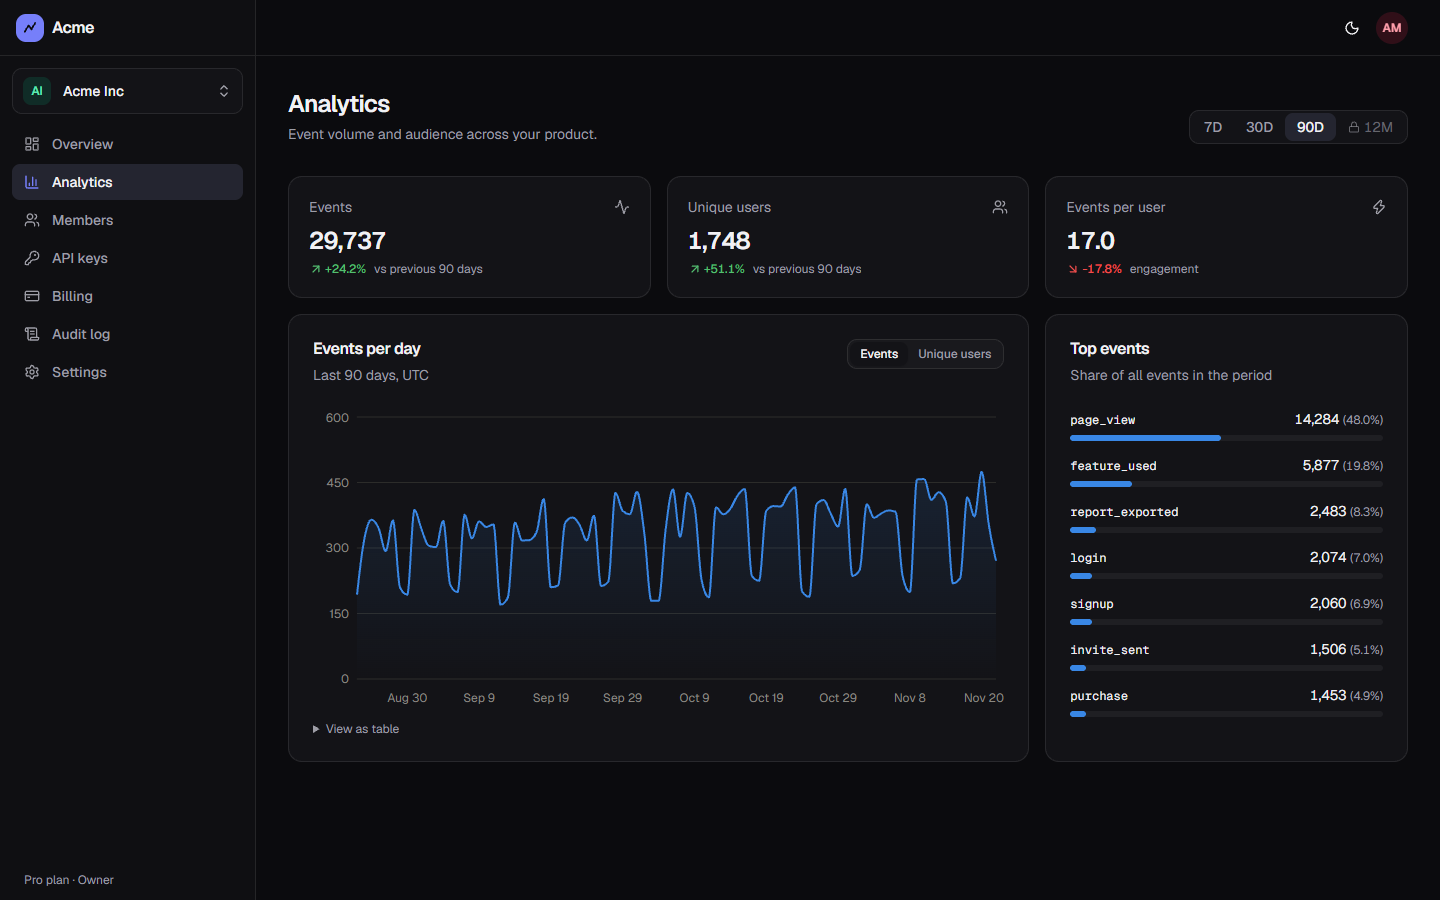 Acme
AM
AI Acme Inc
Overview
Analytics
Members
API keys
Billing
Audit log
Settings
Pro plan · Owner
Analytics
Event volume and audience across your product.
7D 30D 90D 12M
Events
29,737
+24.2% vs previous 90 days
Unique users
1,748
+51.1% vs previous 90 days
Events per user
17.0
-17.8% engagement
Events per day
Last 90 days, UTC
Events Unique users
600
450
300
150
0
Aug 30 Sep 9 Sep 19 Sep 29 Oct 9 Oct 19 Oct 29 Nov 8 Nov 20
View as table
Top events
Share of all events in the period
page_view 14,284 (48.0%)
feature_used 5,877 (19.8%)
report_exported 2,483 (8.3%)
login 2,074 (7.0%)
signup 2,060 (6.9%)
invite_sent 1,506 (5.1%)
purchase 1,453 (4.9%)